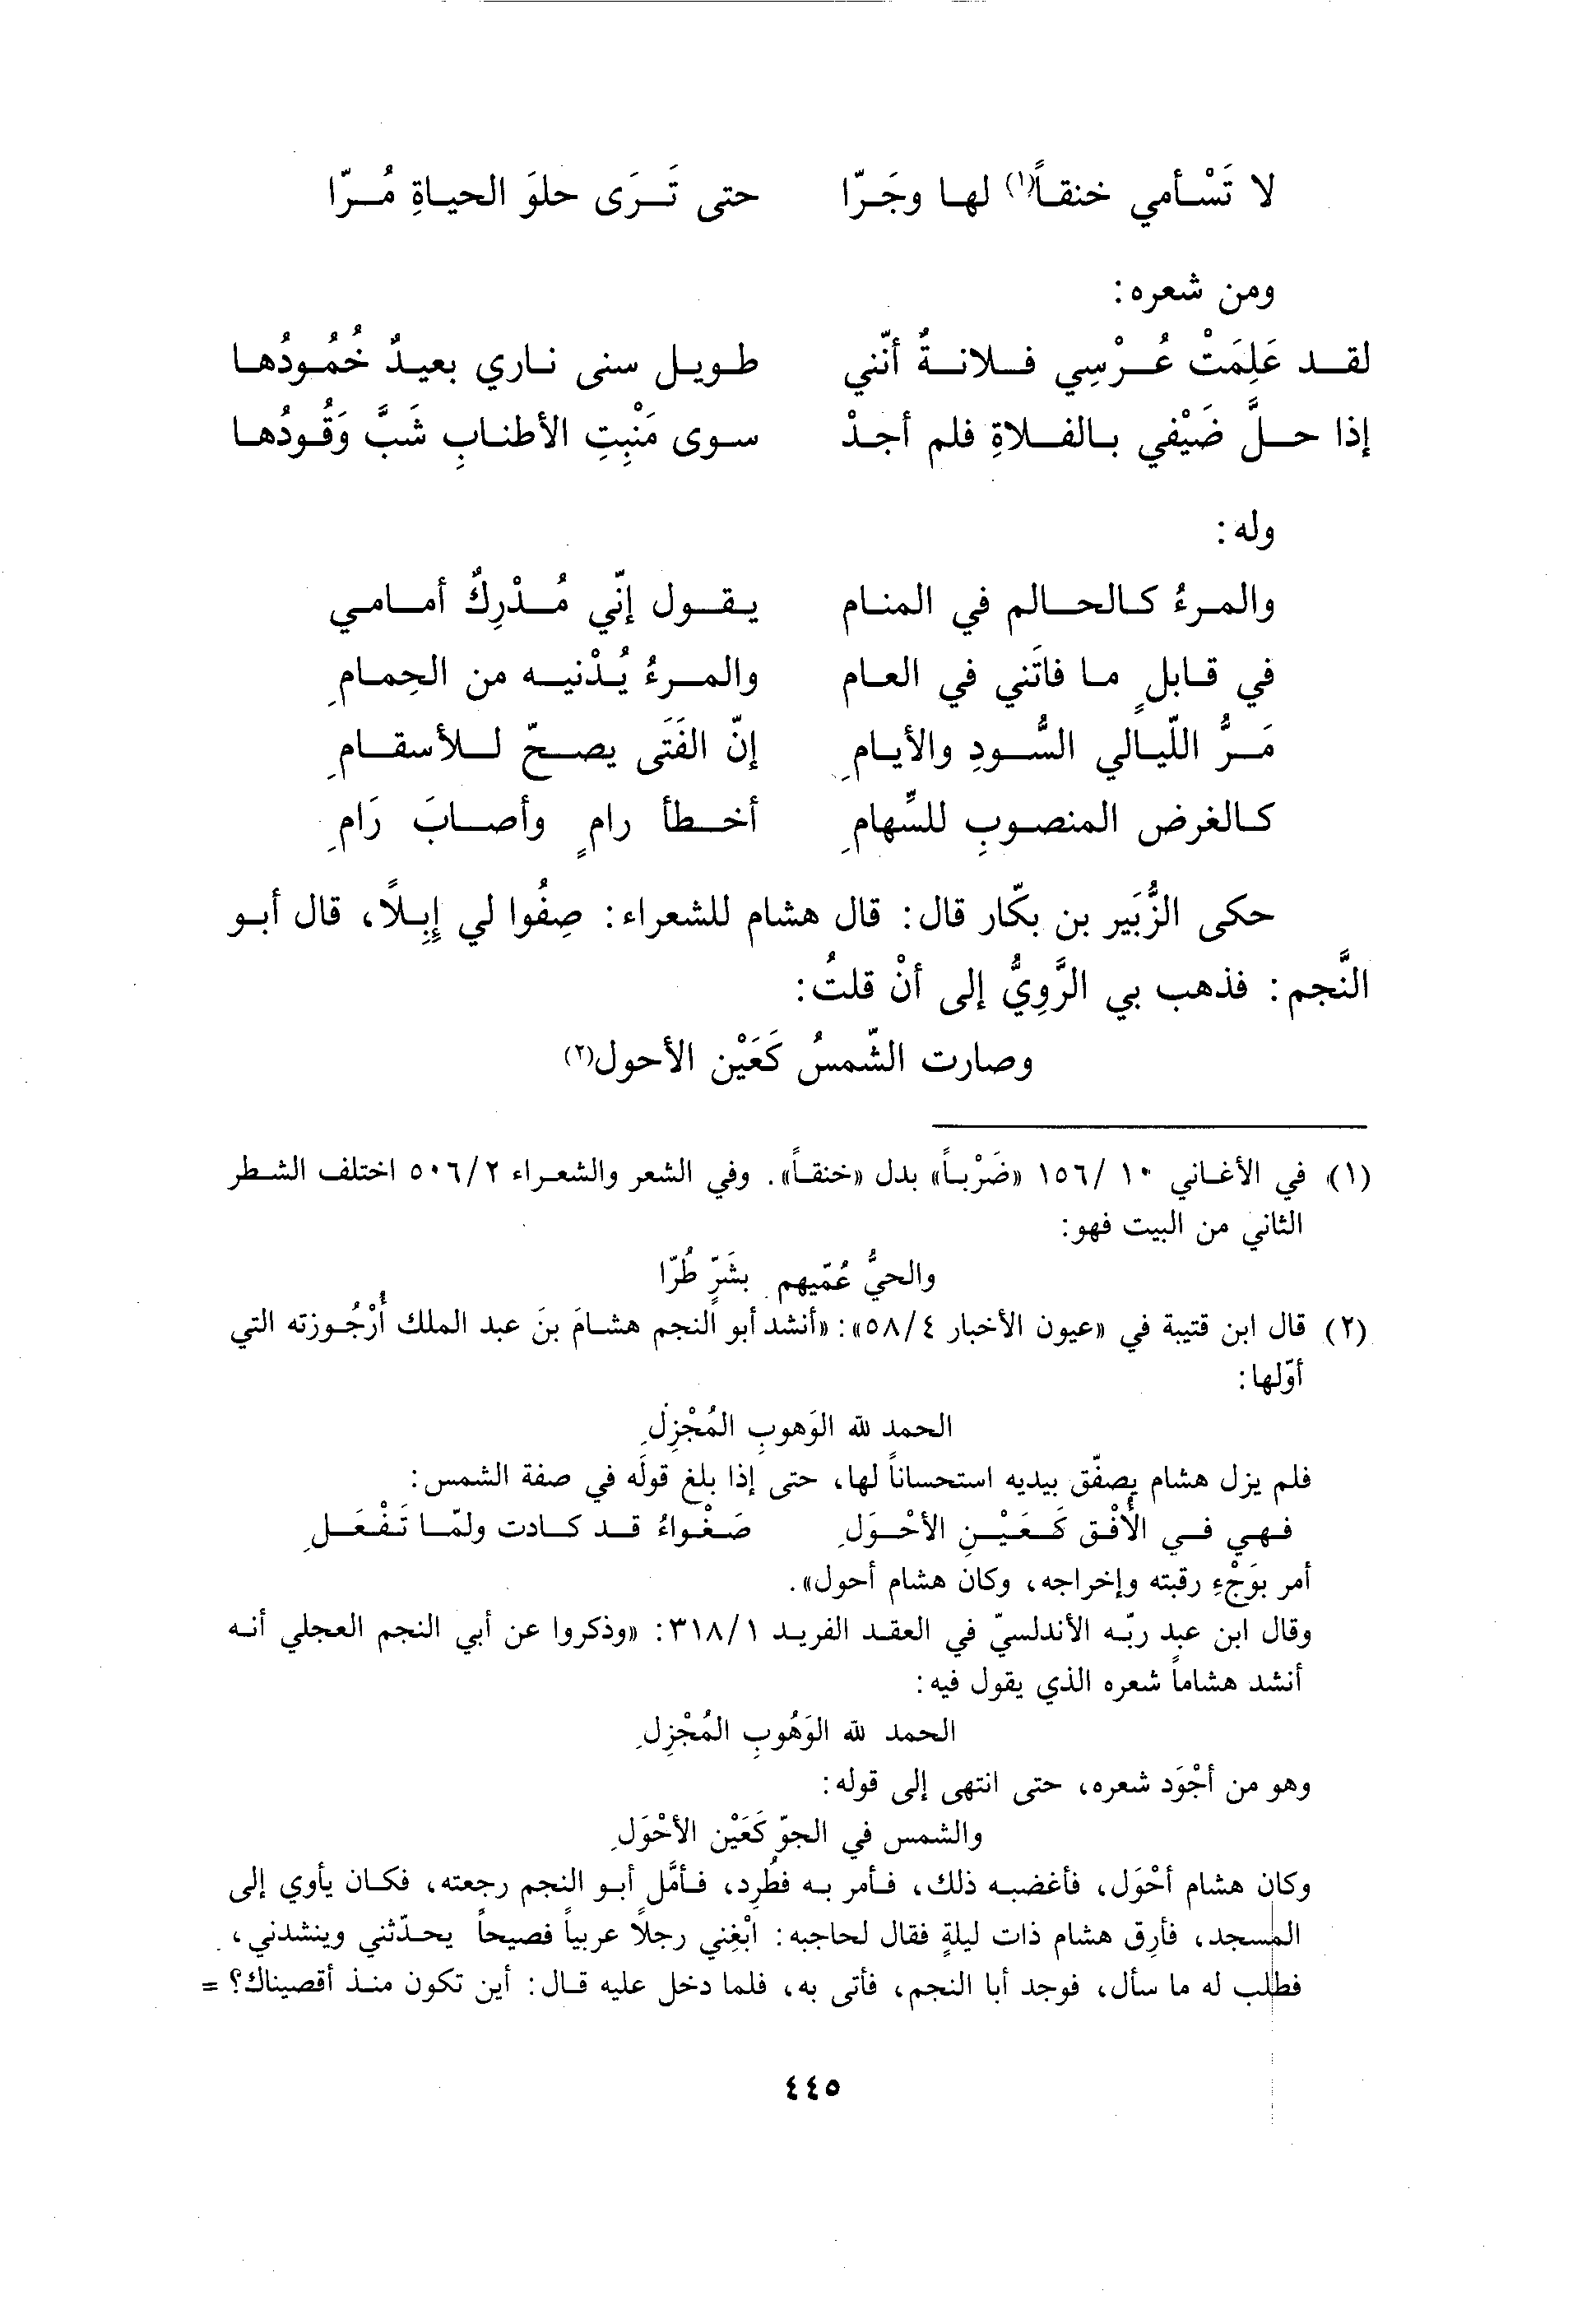 لا تَسْأمي خنقاً(١) لها وجَرّا حتى تَرَى حلوَ الحياةِ مُرّا
ومن شعره:
لقد عَلِمَتْ عُرْسِي فلانةُ أنّني طويل سنى ناري بعيدٌ خُمُودُها
إذا حلَّ ضَيْفي بالفلاةِ فلم أجدْ سوى مَنْبِتِ الأطنابِ شَبَّ وَقُودُها
وله:
والمرءُ كالحالم في المنام يقول إنّي مُدْرِكٌ أمامي
في قابلٍ ما فاتَني في العام والمرءُ يُدْنيه من الحِمامِ
مَرُّ اللّيالي السُّودِ والأيامِ إنّ الفَتَى يصحّ للأسقامِ
كالغرض المنصوبِ للسِّهامِ أخطأ رامٍ وأصابَ رَامِ
حكى الزُّبَير بن بكّار قال: قال هشام للشعراء: صِفُوا لي إِبِلاً، قال أبو
النَّجم: فذهب بي الرَّوِيُّ إلى أنْ قلتُ:
وصارت الشّمسُ كَعَيْن الأحول(٢)
(١) في الأغاني ١٠/١٥٦ «ضَرْباً» بدل «خنقاً». وفي الشعر والشعراء ٥٠٦/٢ اختلف الشطر
الثاني من البيت فهو:
والحيُّ عُمّيهم بشَرٍّ طُرّا
(٢) قال ابن قتيبة في «عيون الأخبار ٥٨/٤»: «أنشد أبو النجم هشامَ بنَ عبد الملك أُرْجُوزته التي
أوّلها:
الحمد لله الوَهوبِ المُجْزِلِ
فلم يزل هشام يصفّق بيديه استحساناً لها، حتى إذا بلغ قولَه في صفة الشمس:
فهي في الأُفْق كَعَيْنِ الأحْوَلِ صَغْواءُ قد كادت ولمّا تَفْعَلِ
أمر بوَجْءِ رقبته وإخراجه، وكان هشام أحول».
وقال ابن عبد ربّه الأندلسيّ في العقد الفريد ٣١٨/١: «وذكروا عن أبي النجم العجلي أنه
أنشد هشاماً شعره الذي يقول فيه:
الحمد لله الوَهُوبِ المُجْزِلِ
وهو من أجْوَد شعره، حتى انتهى إلى قوله:
والشمس في الجوّ كَعَيْن الأحْوَلِ
وكان هشام أحْوَل، فأغضبه ذلك، فأمر به فطُرِد، فأمَّل أبو النجم رجعته، فكان يأوي إلى
المسجد، فأرِق هشام ذات ليلةٍ فقال لحاجبه: ابْغِني رجلاً عربياً فصيحاً يحدّثني وينشدني،
فطلب له ما سأل، فوجد أبا النجم، فأتى به، فلما دخل عليه قال: أين تكون منذ أقصيناك؟ =
٤٤٥